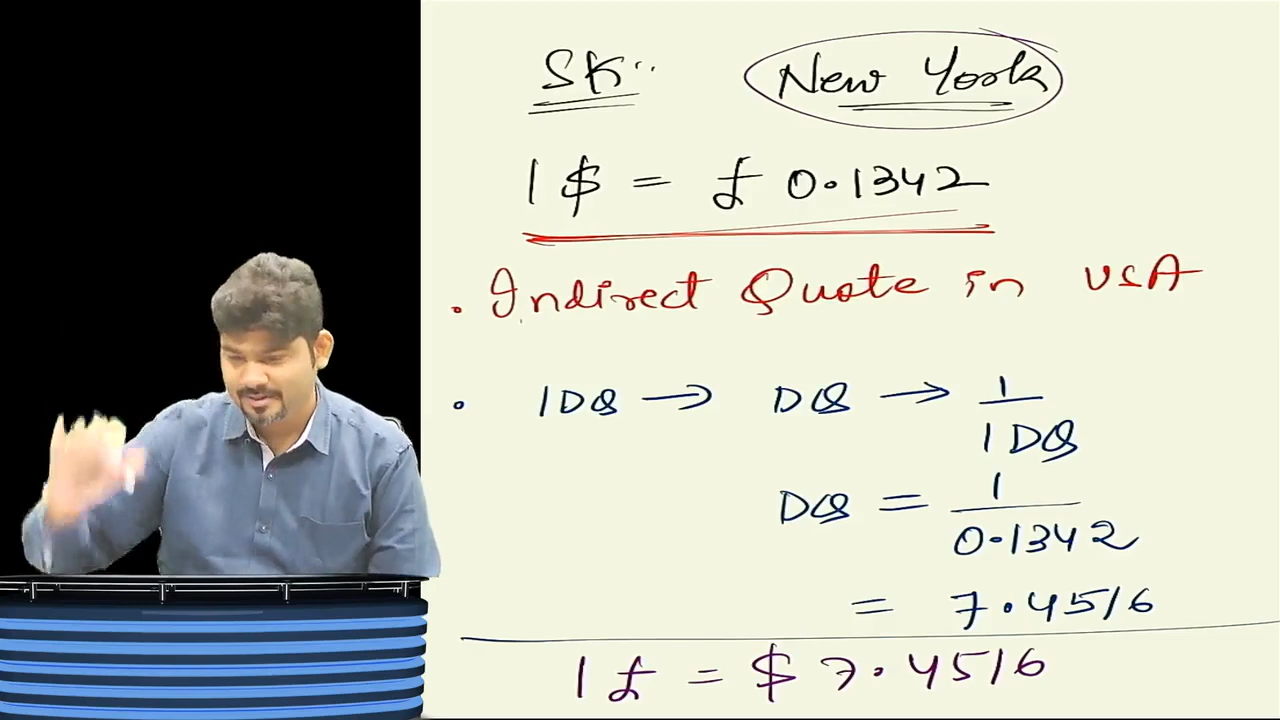 SK.. New York
1 $ = £ 0.1342
. Indirect Quote in USA
. IDQ → DQ → 1
IDQ
DQ = 1
0.1342
= 7.4516
1 £ = $ 7.4516